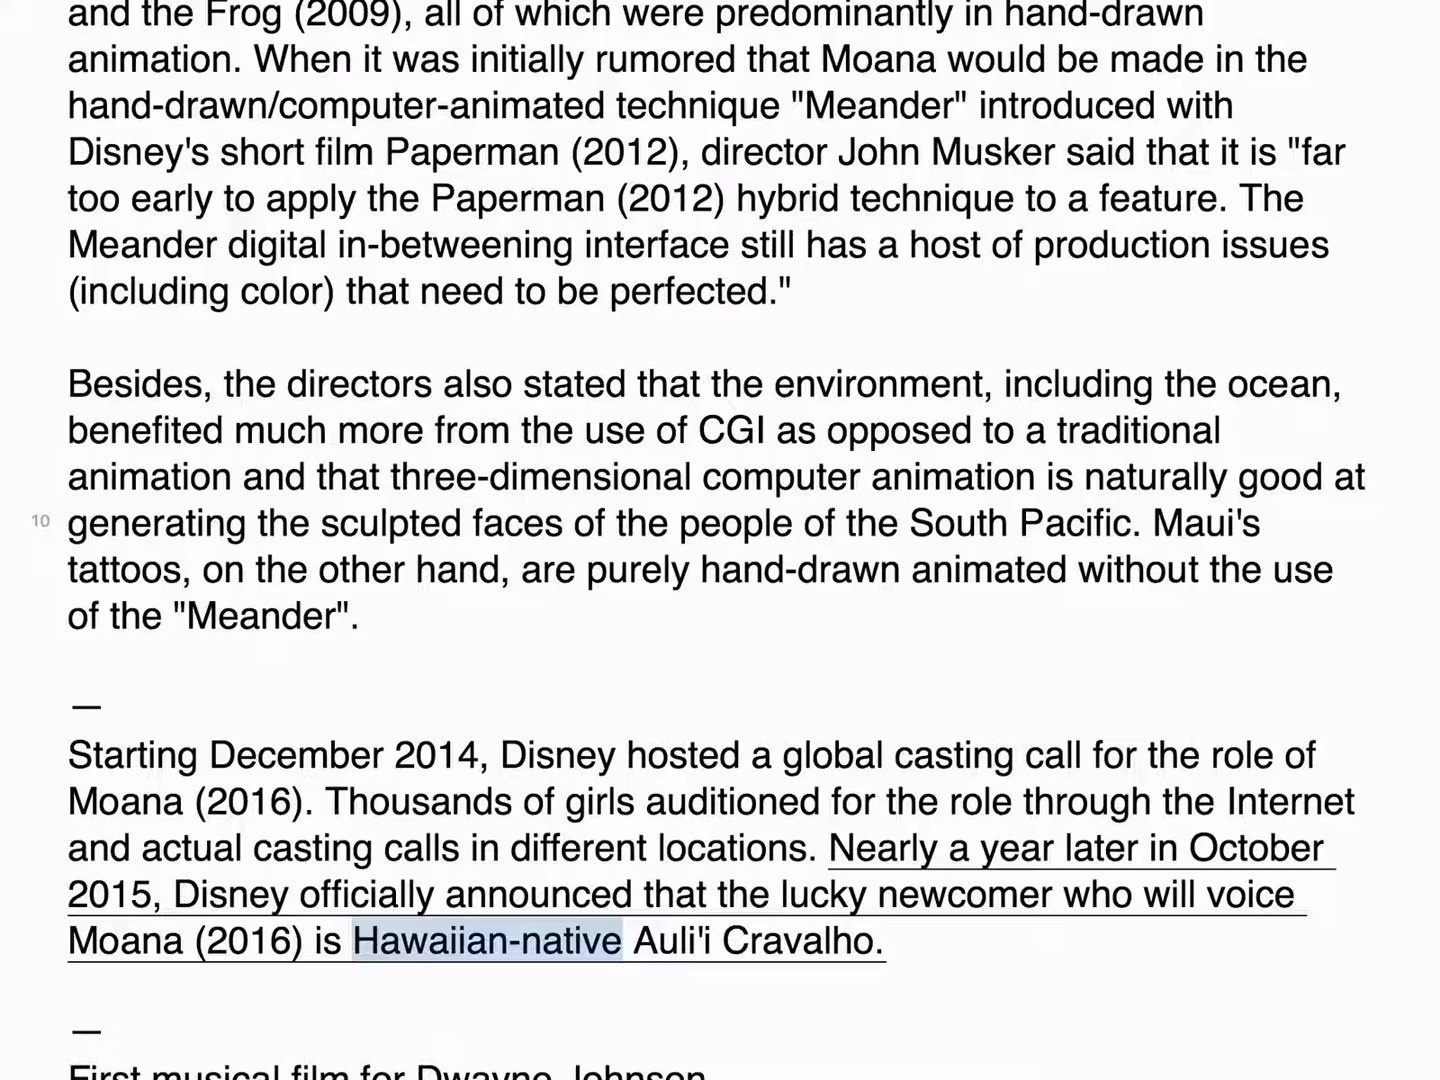 and the Frog (2009), all of which were predominantly in hand-drawn
animation. When it was initially rumored that Moana would be made in the
hand-drawn/computer-animated technique "Meander" introduced with
Disney's short film Paperman (2012), director John Musker said that it is "far
too early to apply the Paperman (2012) hybrid technique to a feature. The
Meander digital in-betweening interface still has a host of production issues
(including color) that need to be perfected."
Besides, the directors also stated that the environment, including the ocean,
benefited much more from the use of CGI as opposed to a traditional
animation and that three-dimensional computer animation is naturally good at
10 generating the sculpted faces of the people of the South Pacific. Maui's
tattoos, on the other hand, are purely hand-drawn animated without the use
of the "Meander".
—
Starting December 2014, Disney hosted a global casting call for the role of
Moana (2016). Thousands of girls auditioned for the role through the Internet
and actual casting calls in different locations. Nearly a year later in October
2015, Disney officially announced that the lucky newcomer who will voice
Moana (2016) is Hawaiian-native Auli'i Cravalho.
—
First musical film for Dwayne Johnson